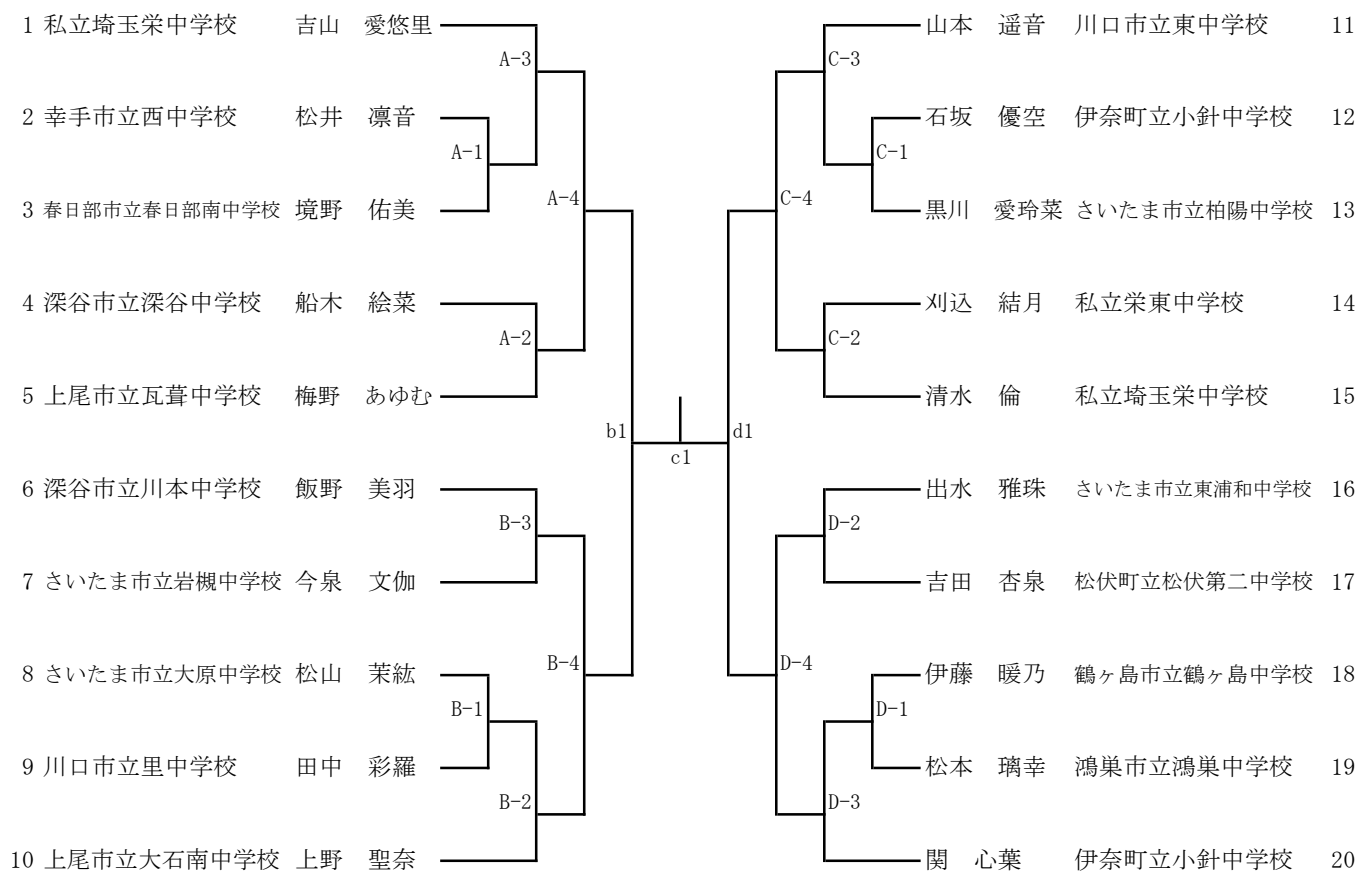 1 私立埼玉栄中学校 吉山 愛悠里 山本 遥音 川口市立東中学校 11
A-3 C-3
2 幸手市立西中学校 松井 凛音 石坂 優空 伊奈町立小針中学校 12
A-1 C-1
A-4 C-4
3 春日部市立春日部南中学校 境野 佑美 黒川 愛玲菜 さいたま市立柏陽中学校 13
4 深谷市立深谷中学校 船木 絵菜 刈込 結月 私立栄東中学校 14
A-2 C-2
5 上尾市立瓦葺中学校 梅野 あゆむ 清水 倫 私立埼玉栄中学校 15
b1 d1
c1
6 深谷市立川本中学校 飯野 美羽 出水 雅珠 さいたま市立東浦和中学校 16
B-3 D-2
7 さいたま市立岩槻中学校 今泉 文伽 吉田 杏泉 松伏町立松伏第二中学校 17
B-4 D-4
8 さいたま市立大原中学校 松山 茉紘 伊藤 暖乃 鶴ヶ島市立鶴ヶ島中学校 18
B-1 D-1
9 川口市立里中学校 田中 彩羅 松本 璃幸 鴻巣市立鴻巣中学校 19
B-2 D-3
10 上尾市立大石南中学校 上野 聖奈 関 心葉 伊奈町立小針中学校 20